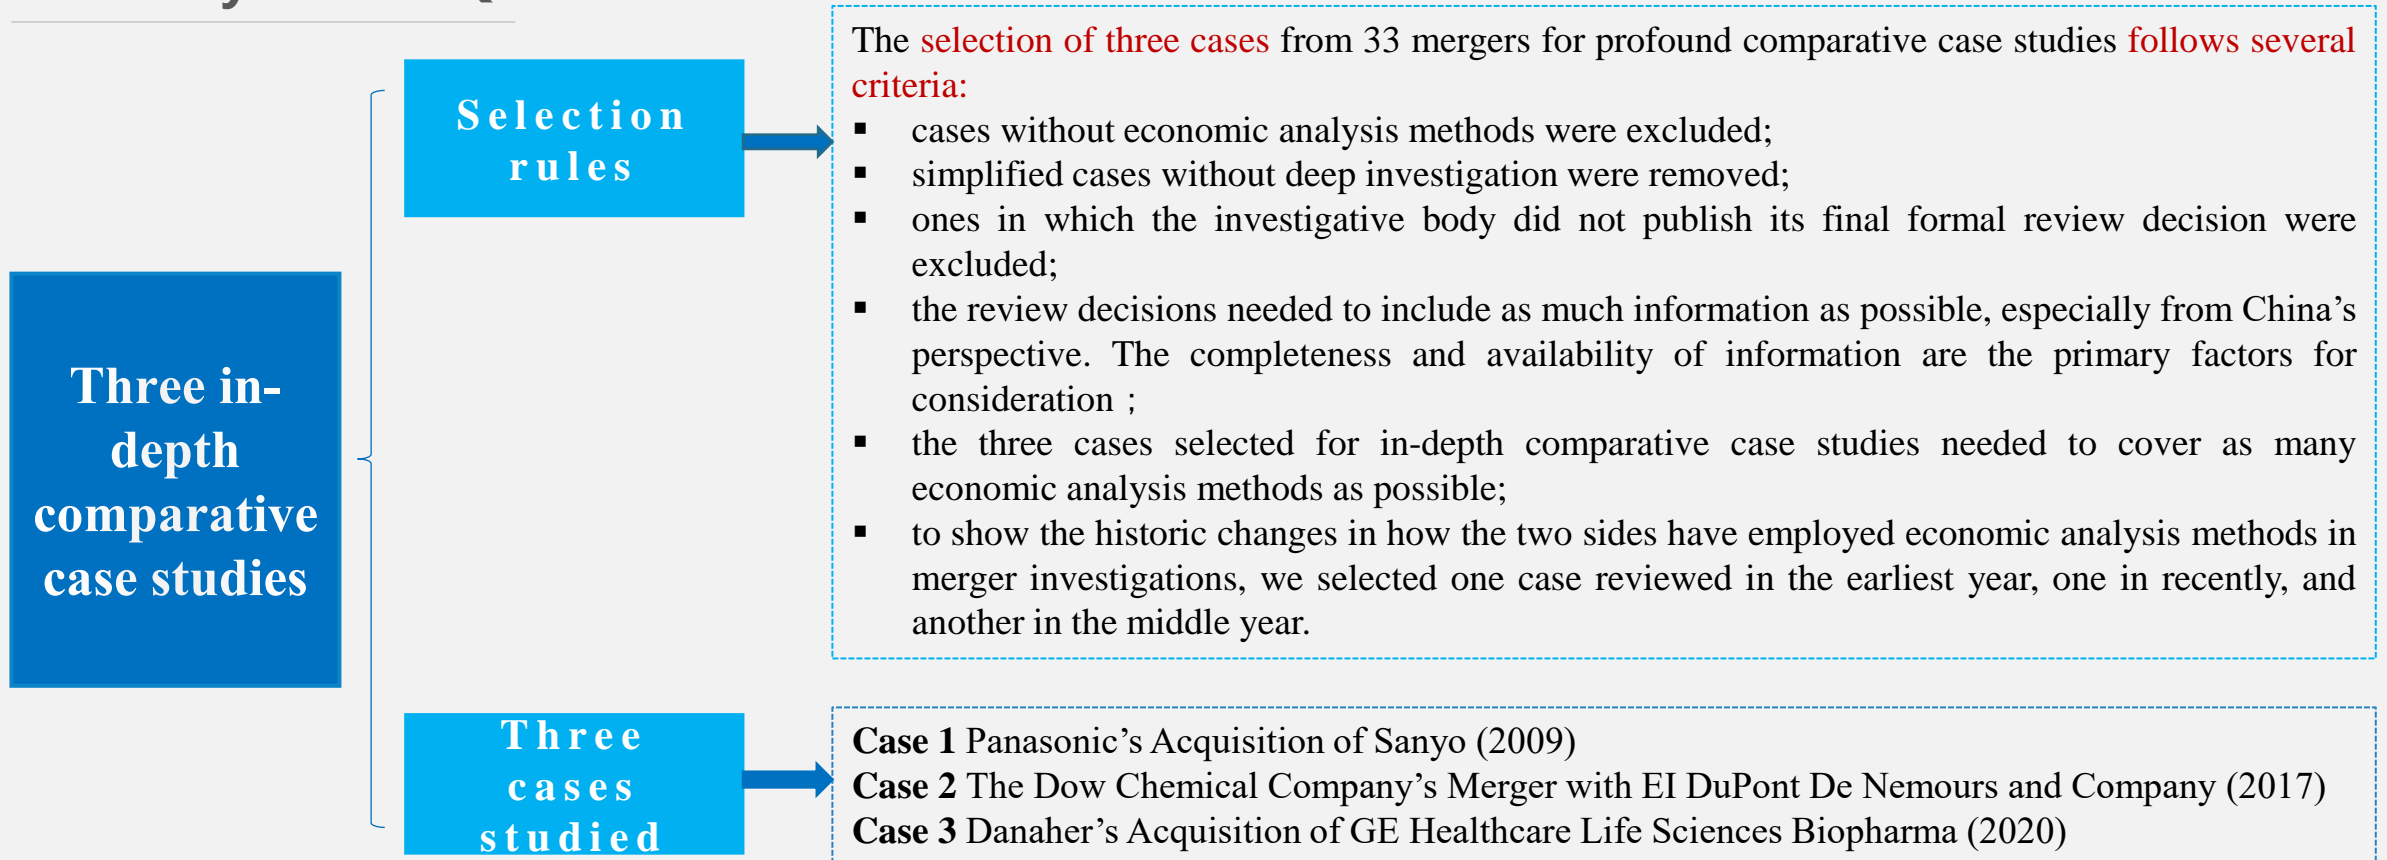 The selection of three cases from 33 mergers for profound comparative case studies follows several
criteria:
Selection
rules
▪ cases without economic analysis methods were excluded;
▪ simplified cases without deep investigation were removed;
▪ ones in which the investigative body did not publish its final formal review decision were
excluded;
▪ the review decisions needed to include as much information as possible, especially from China’s
perspective. The completeness and availability of information are the primary factors for
consideration；
▪ the three cases selected for in-depth comparative case studies needed to cover as many
economic analysis methods as possible;
▪ to show the historic changes in how the two sides have employed economic analysis methods in
merger investigations, we selected one case reviewed in the earliest year, one in recently, and
another in the middle year.
Three in-
depth
comparative
case studies
Three
cases
studied
Case 1 Panasonic’s Acquisition of Sanyo (2009)
Case 2 The Dow Chemical Company’s Merger with EI DuPont De Nemours and Company (2017)
Case 3 Danaher’s Acquisition of GE Healthcare Life Sciences Biopharma (2020)